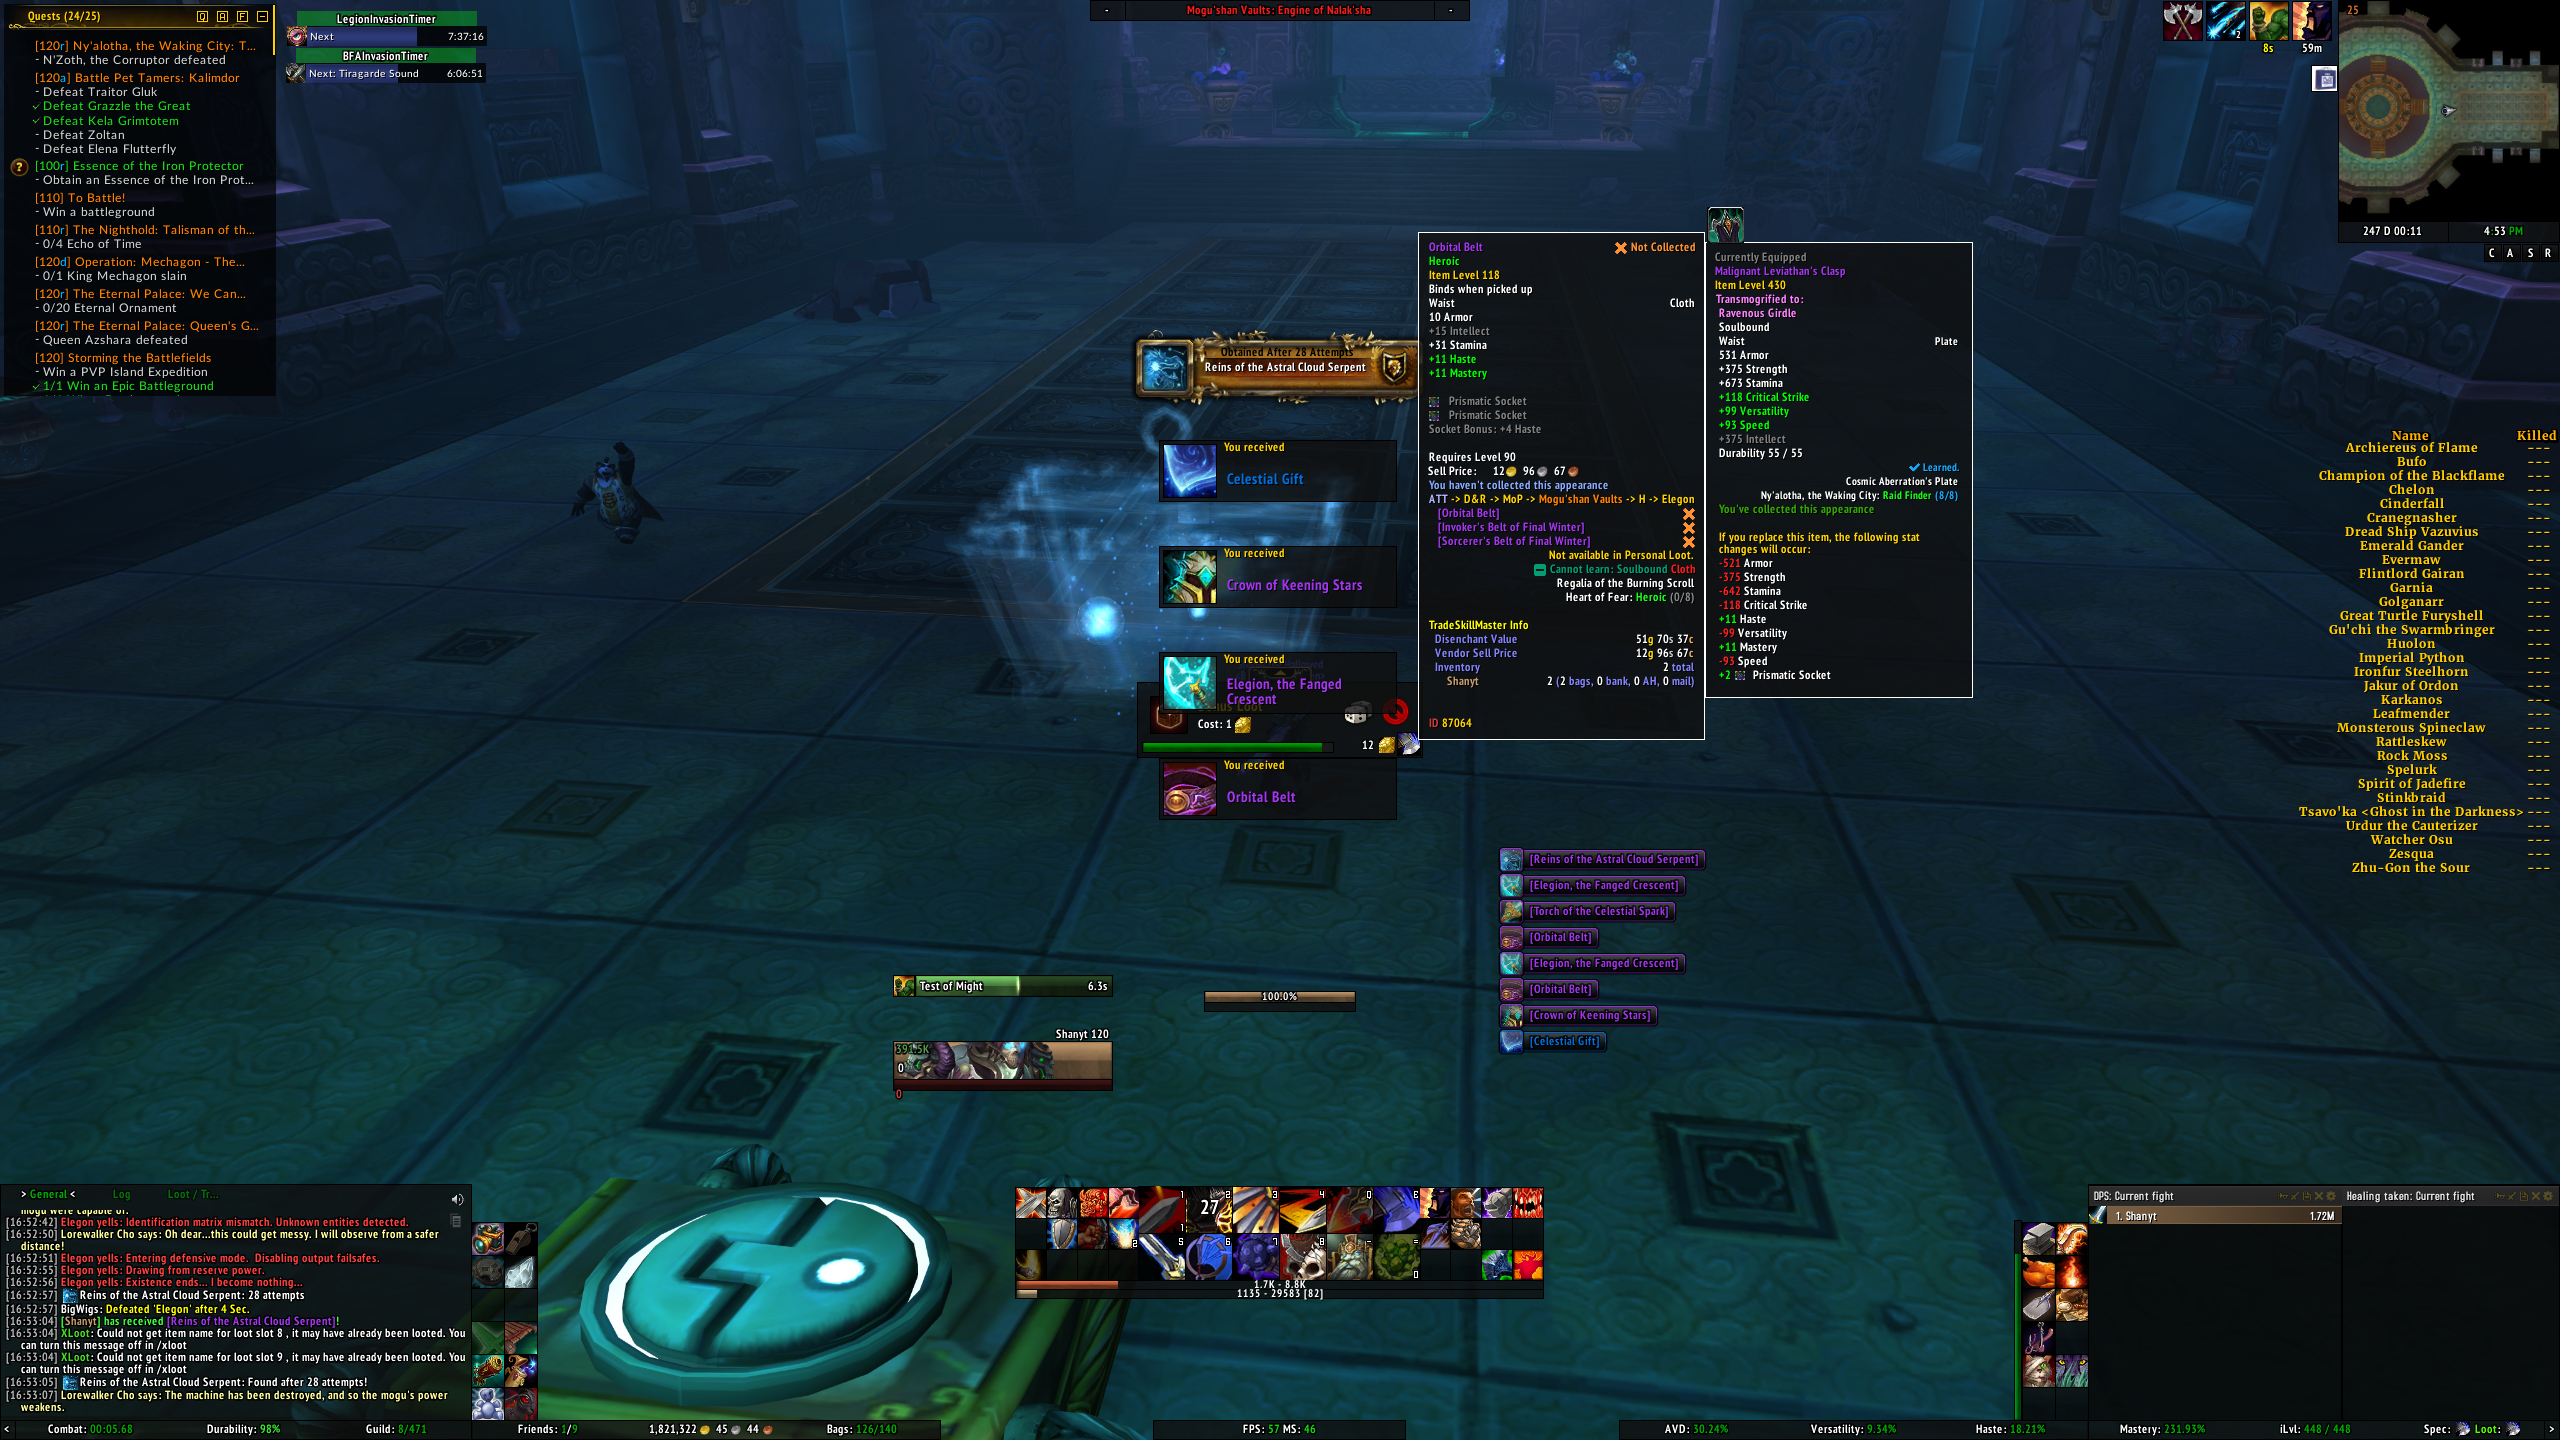 Quests (24/25)
Q A F –
[120r] Ny'alotha, the Waking City: T...
- N'Zoth, the Corruptor defeated
[120a] Battle Pet Tamers: Kalimdor
- Defeat Traitor Gluk
Defeat Grazzle the Great
Defeat Kela Grimtotem
- Defeat Zoltan
- Defeat Elena Flutterfly
? [100r] Essence of the Iron Protector
- Obtain an Essence of the Iron Prot...
[110] To Battle!
- Win a battleground
[110r] The Nighthold: Talisman of th...
- 0/4 Echo of Time
[120d] Operation: Mechagon - The...
- 0/1 King Mechagon slain
[120r] The Eternal Palace: We Can...
- 0/20 Eternal Ornament
[120r] The Eternal Palace: Queen's G...
- Queen Azshara defeated
[120] Storming the Battlefields
- Win a PVP Island Expedition
1/1 Win an Epic Battleground
LegionInvasionTimer
Next 7:37:16
BFAInvasionTimer
Next: Tiragarde Sound 6:06:51
- Mogu'shan Vaults: Engine of Nalak'sha -
2
8s
59m
25
247 D 00:11 4:53 PM
C A S R
Obtained After 28 Attempts
Reins of the Astral Cloud Serpent
You received
Celestial Gift
You received
Crown of Keening Stars
You received
Elegion, the Fanged
Crescent
Cost: 1
12
You received
Orbital Belt
Orbital Belt Not Collected
Heroic
Item Level 118
Binds when picked up
Waist Cloth
10 Armor
+15 Intellect
+31 Stamina
+11 Haste
+11 Mastery
Prismatic Socket
Prismatic Socket
Socket Bonus: +4 Haste
Requires Level 90
Sell Price: 12 96 67
You haven't collected this appearance
ATT -> D&R -> MoP -> Mogu'shan Vaults -> H -> Elegon
[Orbital Belt]
[Invoker's Belt of Final Winter]
[Sorcerer's Belt of Final Winter]
Not available in Personal Loot.
Cannot learn: Soulbound Cloth
Regalia of the Burning Scroll
Heart of Fear: Heroic (0/8)
TradeSkillMaster Info
Disenchant Value 51g 70s 37c
Vendor Sell Price 12g 96s 67c
Inventory 2 total
Shanyt 2 (2 bags, 0 bank, 0 AH, 0 mail)
ID 87064
Currently Equipped
Malignant Leviathan's Clasp
Item Level 430
Transmogrified to:
Ravenous Girdle
Soulbound
Waist Plate
531 Armor
+375 Strength
+673 Stamina
+118 Critical Strike
+99 Versatility
+93 Speed
+375 Intellect
Durability 55 / 55
Learned.
Cosmic Aberration's Plate
Ny'alotha, the Waking City: Raid Finder (8/8)
You've collected this appearance
If you replace this item, the following stat
changes will occur:
-521 Armor
-375 Strength
-642 Stamina
-118 Critical Strike
+11 Haste
-99 Versatility
+11 Mastery
-93 Speed
+2 Prismatic Socket
Name Killed
Archiereus of Flame ---
Bufo ---
Champion of the Blackflame ---
Chelon ---
Cinderfall ---
Cranegnasher ---
Dread Ship Vazuvius ---
Emerald Gander ---
Evermaw ---
Flintlord Gairan ---
Garnia ---
Golganarr ---
Great Turtle Furyshell ---
Gu'chi the Swarmbringer ---
Huolon ---
Imperial Python ---
Ironfur Steelhorn ---
Jakur of Ordon ---
Karkanos ---
Leafmender ---
Monsterous Spineclaw ---
Rattleskew ---
Rock Moss ---
Spelurk ---
Spirit of Jadefire ---
Stinkbraid ---
Tsavo'ka <Ghost in the Darkness> ---
Urdur the Cauterizer ---
Watcher Osu ---
Zesqua ---
Zhu-Gon the Sour ---
[Reins of the Astral Cloud Serpent]
[Elegion, the Fanged Crescent]
[Torch of the Celestial Spark]
[Orbital Belt]
[Elegion, the Fanged Crescent]
[Orbital Belt]
[Crown of Keening Stars]
[Celestial Gift]
Test of Might 6.3s
100.0%
Shanyt 120
391.5K
0
0
> General < Log Loot / Tr...
mogu were capable of.
[16:52:42] Elegon yells: Identification matrix mismatch. Unknown entities detected.
[16:52:50] Lorewalker Cho says: Oh dear...this could get messy. I will observe from a safer
distance!
[16:52:51] Elegon yells: Entering defensive mode. Disabling output failsafes.
[16:52:55] Elegon yells: Drawing from reserve power.
[16:52:56] Elegon yells: Existence ends... I become nothing...
[16:52:57] Reins of the Astral Cloud Serpent: 28 attempts
[16:52:57] BigWigs: Defeated 'Elegon' after 4 Sec.
[16:53:04] [Shanyt] has received [Reins of the Astral Cloud Serpent]!
[16:53:04] XLoot: Could not get item name for loot slot 8 , it may have already been looted. You
can turn this message off in /xloot
[16:53:04] XLoot: Could not get item name for loot slot 9 , it may have already been looted. You
can turn this message off in /xloot
[16:53:05] Reins of the Astral Cloud Serpent: Found after 28 attempts!
[16:53:07] Lorewalker Cho says: The machine has been destroyed, and so the mogu's power
weakens.
1 2 3 4 0 E
27
1
2 5 6 7 8 - =
0
1.7K - 8.8K
1135 - 29583 [82]
DPS: Current fight
1. Shanyt 1.72M
Healing taken: Current fight
< Combat: 00:05.68 Durability: 98% Guild: 8/471 Friends: 1/9 1,821,322 45 44 Bags: 126/140
FPS: 57 MS: 46
AVD: 30.24% Versatility: 9.34% Haste: 18.21% Mastery: 231.93% iLvl: 448 / 448 Spec: Loot: >